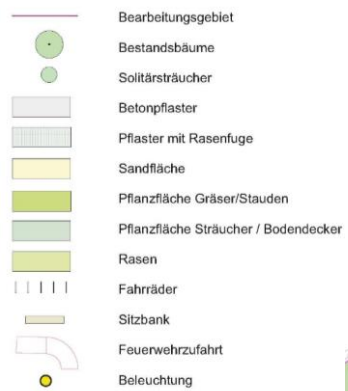 Bearbeitungsgebiet
Bestandsbäume
Solitärsträucher
Betonpflaster
Pflaster mit Rasenfuge
Sandfläche
Pflanzfläche Gräser/Stauden
Pflanzfläche Sträucher / Bodendecker
Rasen
Fahrräder
Sitzbank
Feuerwehrzufahrt
Beleuchtung